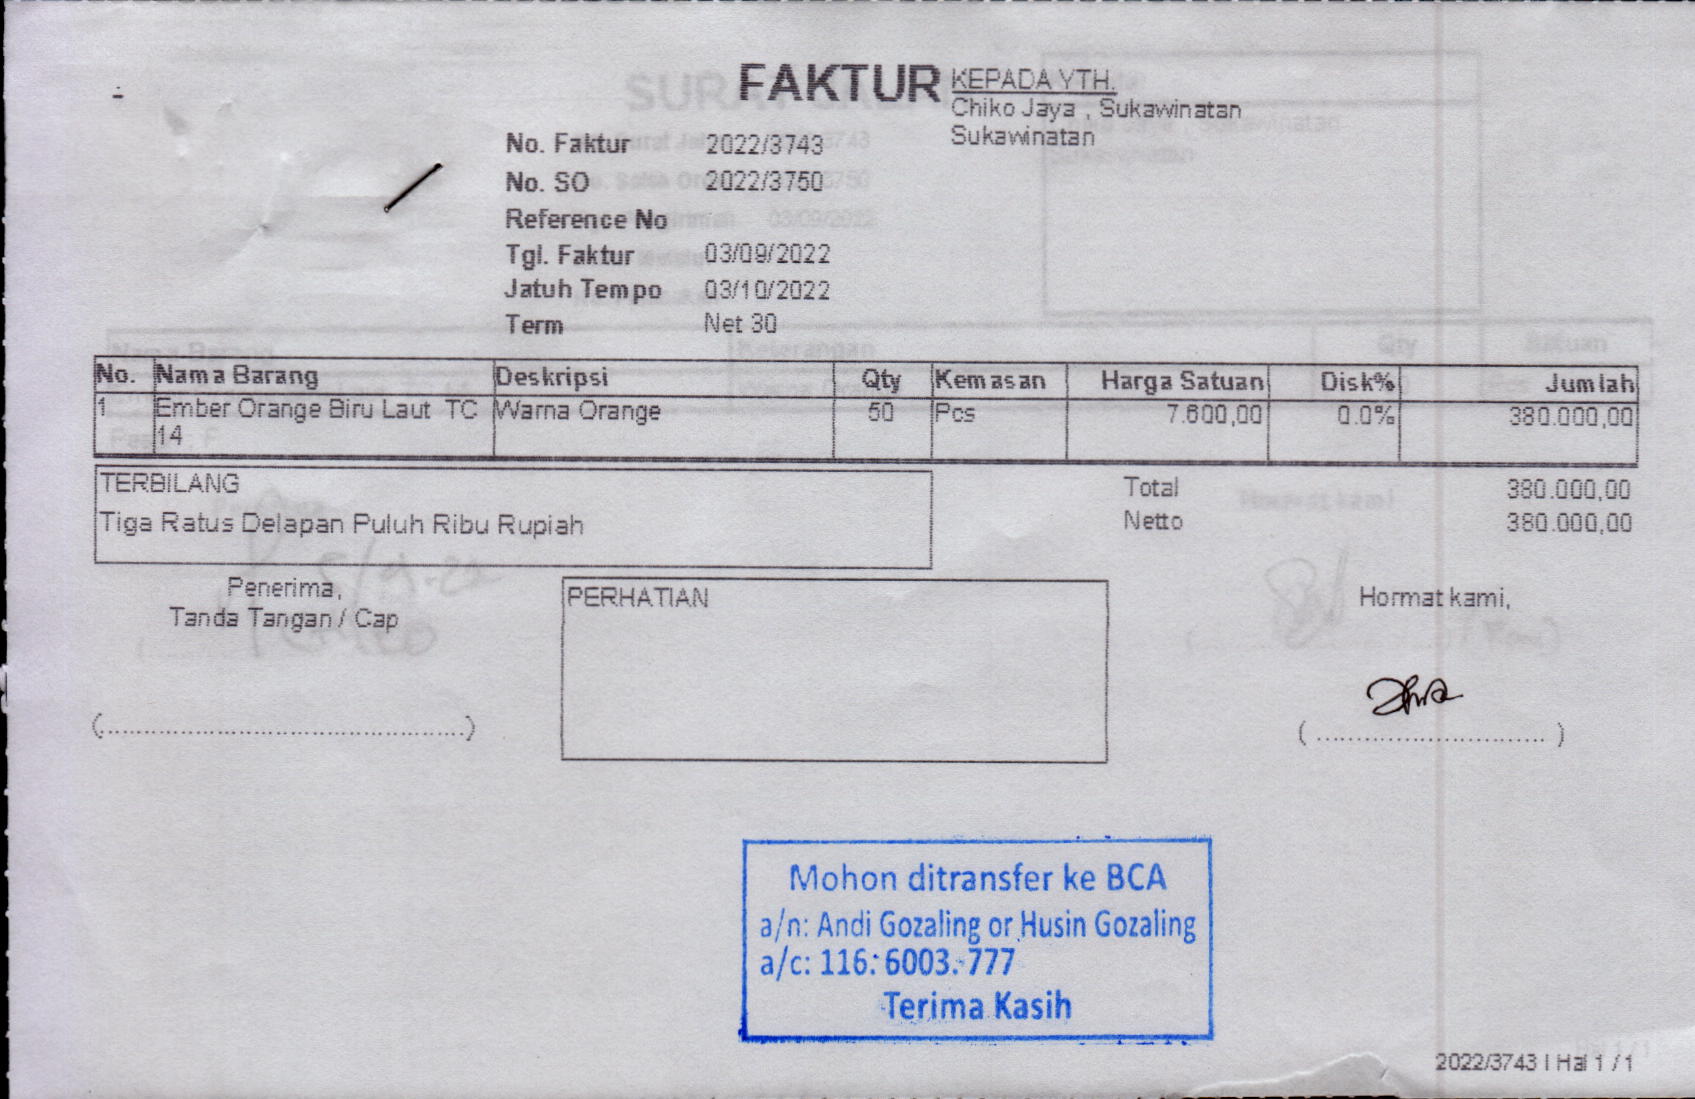 FAKTUR
KEPADA YTH.
Chiko Jaya , Sukawinatan
Sukawinatan
No. Faktur 2022/3743
No. SO 2022/3750
Reference No
Tgl. Faktur 03/09/2022
Jatuh Tempo 03/10/2022
Term Net 30
No. Nama Barang Deskripsi Qty Kemasan Harga Satuan Disk% Jumlah
1 Ember Orange Biru Laut TC Warna Orange 50 Pcs 7.600,00 0.0% 380.000,00
14
TERBILANG
Tiga Ratus Delapan Puluh Ribu Rupiah
Total 380.000,00
Netto 380.000,00
Penerima,
Tanda Tangan / Cap
PERHATIAN
Hormat kami,
(..............................................)
( ............................. )
Mohon ditransfer ke BCA
a/n: Andi Gozaling or Husin Gozaling
a/c: 116. 6003. 777
Terima Kasih
2022/3743 | Hal 1 / 1